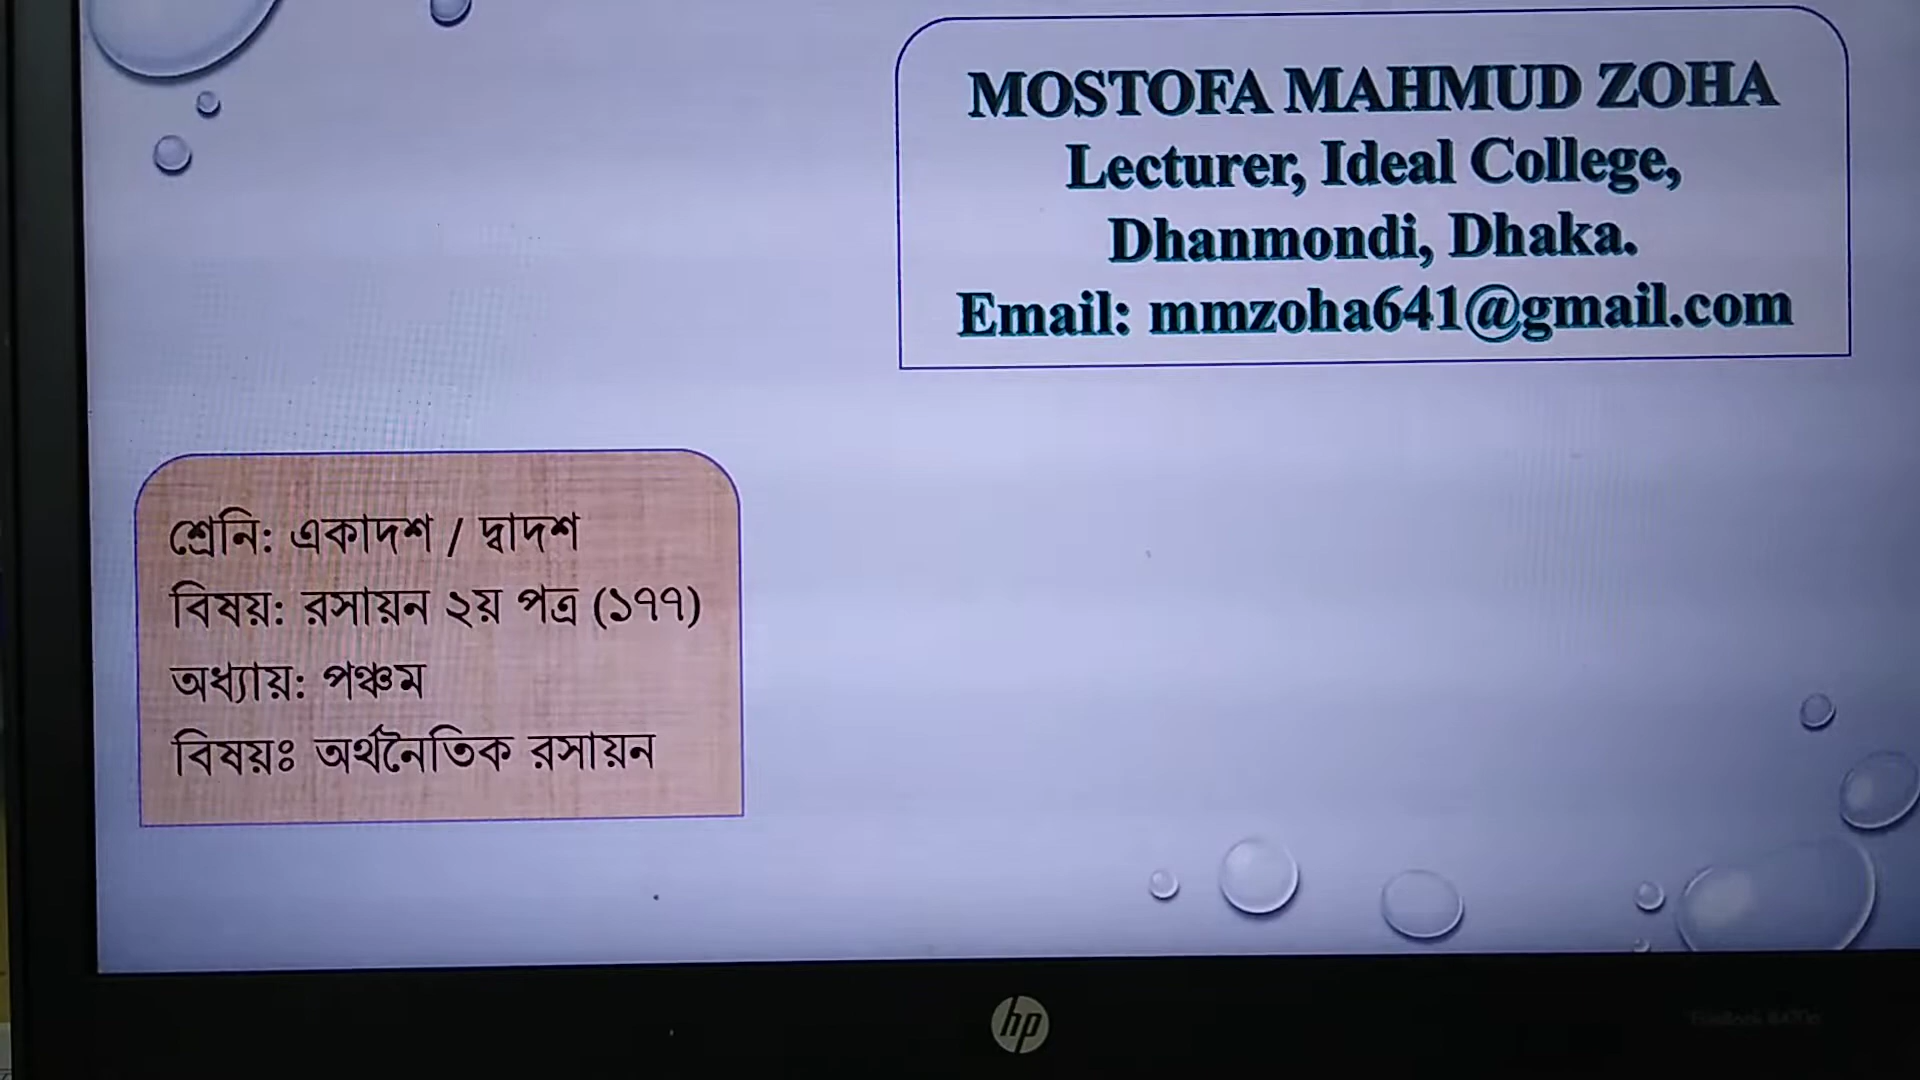 MOSTOFA MAHMUD ZOHA
Lecturer, Ideal College,
Dhanmondi, Dhaka.
Email: mmzoha641@gmail.com
শ্রেনি: একাদশ / দ্বাদশ
বিষয়: রসায়ন ২য় পত্র (১৭৭)
অধ্যায়: পঞ্চম
বিষয়ঃ অর্থনৈতিক রসায়ন
hp